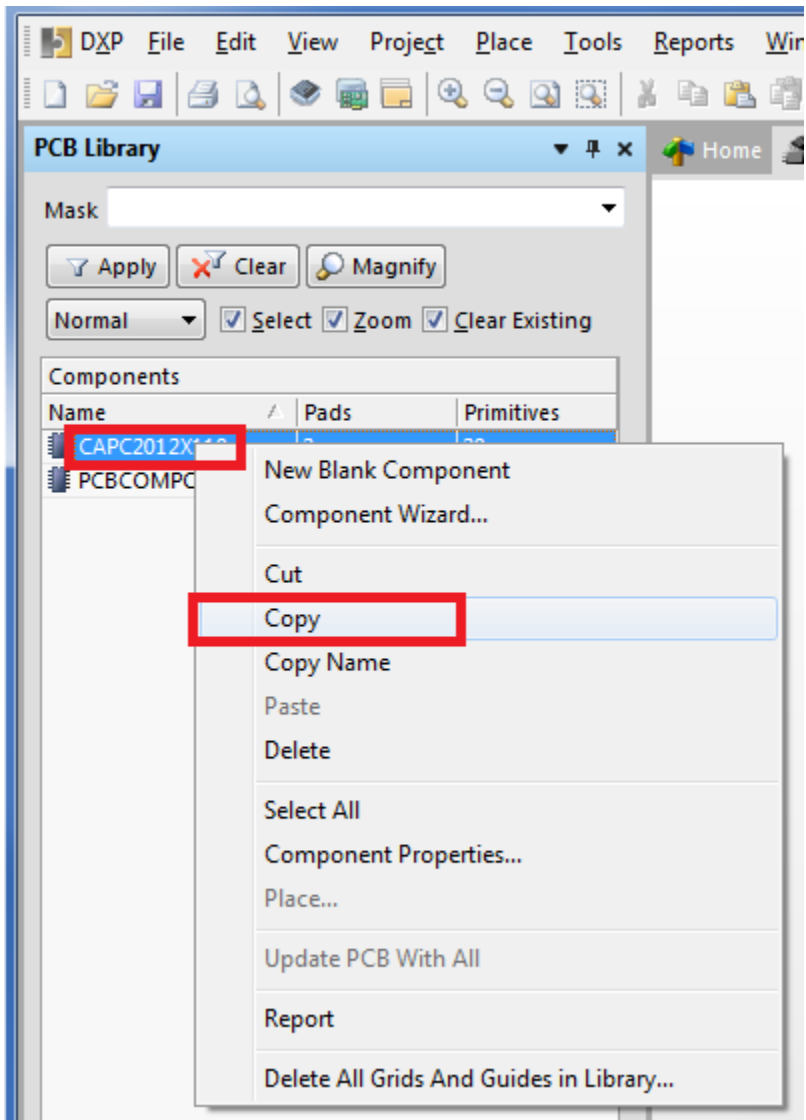 DXP File Edit View Project Place Tools Reports
PCB Library
Home
Mask
Apply Clear Magnify
Normal Select Zoom Clear Existing
Components
Name Pads Primitives
New Blank Component
Component Wizard...
Cut
Copy
Copy Name
Paste
Delete
Select All
Component Properties...
Place...
Update PCB With All
Report
Delete All Grids And Guides in Library...